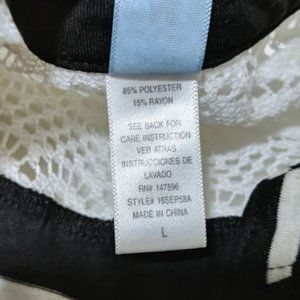 85% POLYESTER
15% RAYON
SEE BACK FOR
CARE INSTRUCTION
VER ATRAS
INSTRUCCIONES DE
LAVADO
RN# 147596
STYLE# 16SEP58A
MADE IN CHINA
L